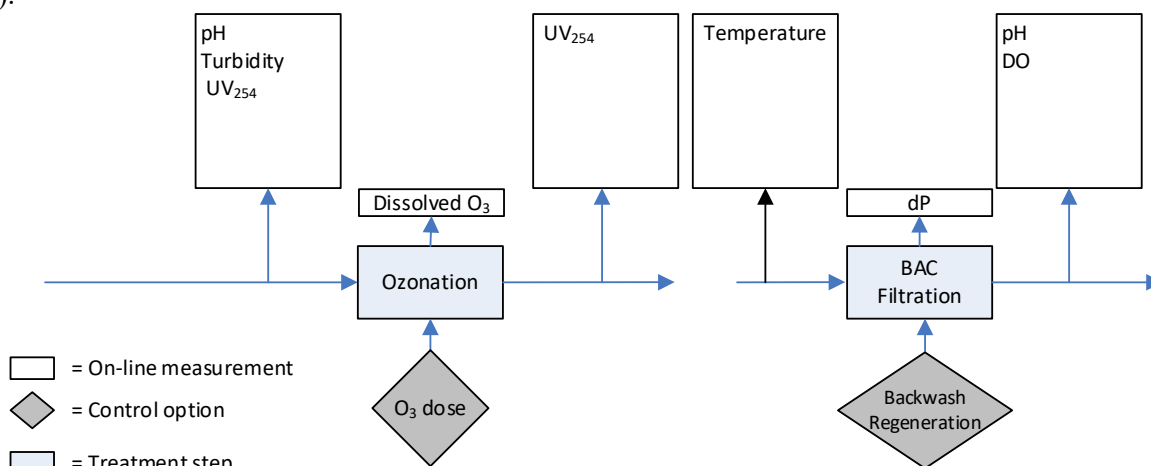 ).
pH
Turbidity
UV254
UV254
Temperature
pH
DO
Dissolved O3
dP
Ozonation
BAC
Filtration
= On-line measurement
= Control option
= Treatment step
O3 dose
Backwash
Regeneration